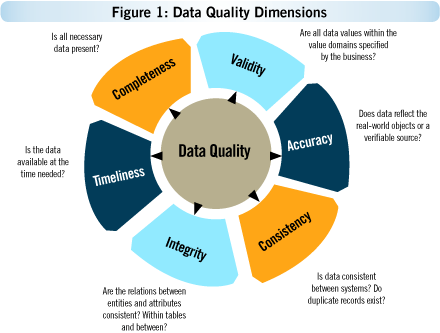 Figure 1: Data Quality Dimensions
Is all necessary
data present?
Are all data values within the
value domains specified
by the business?
Completeness
Validity
Does data reflect the
real-world objects or a
verifiable source?
Is the data
available at the
time needed?
Timeliness
Data Quality
Accuracy
Integrity
Consistency
Are the relations between
entities and attributes
consistent? Within tables
and between?
Is data consistent
between systems? Do
duplicate records exist?